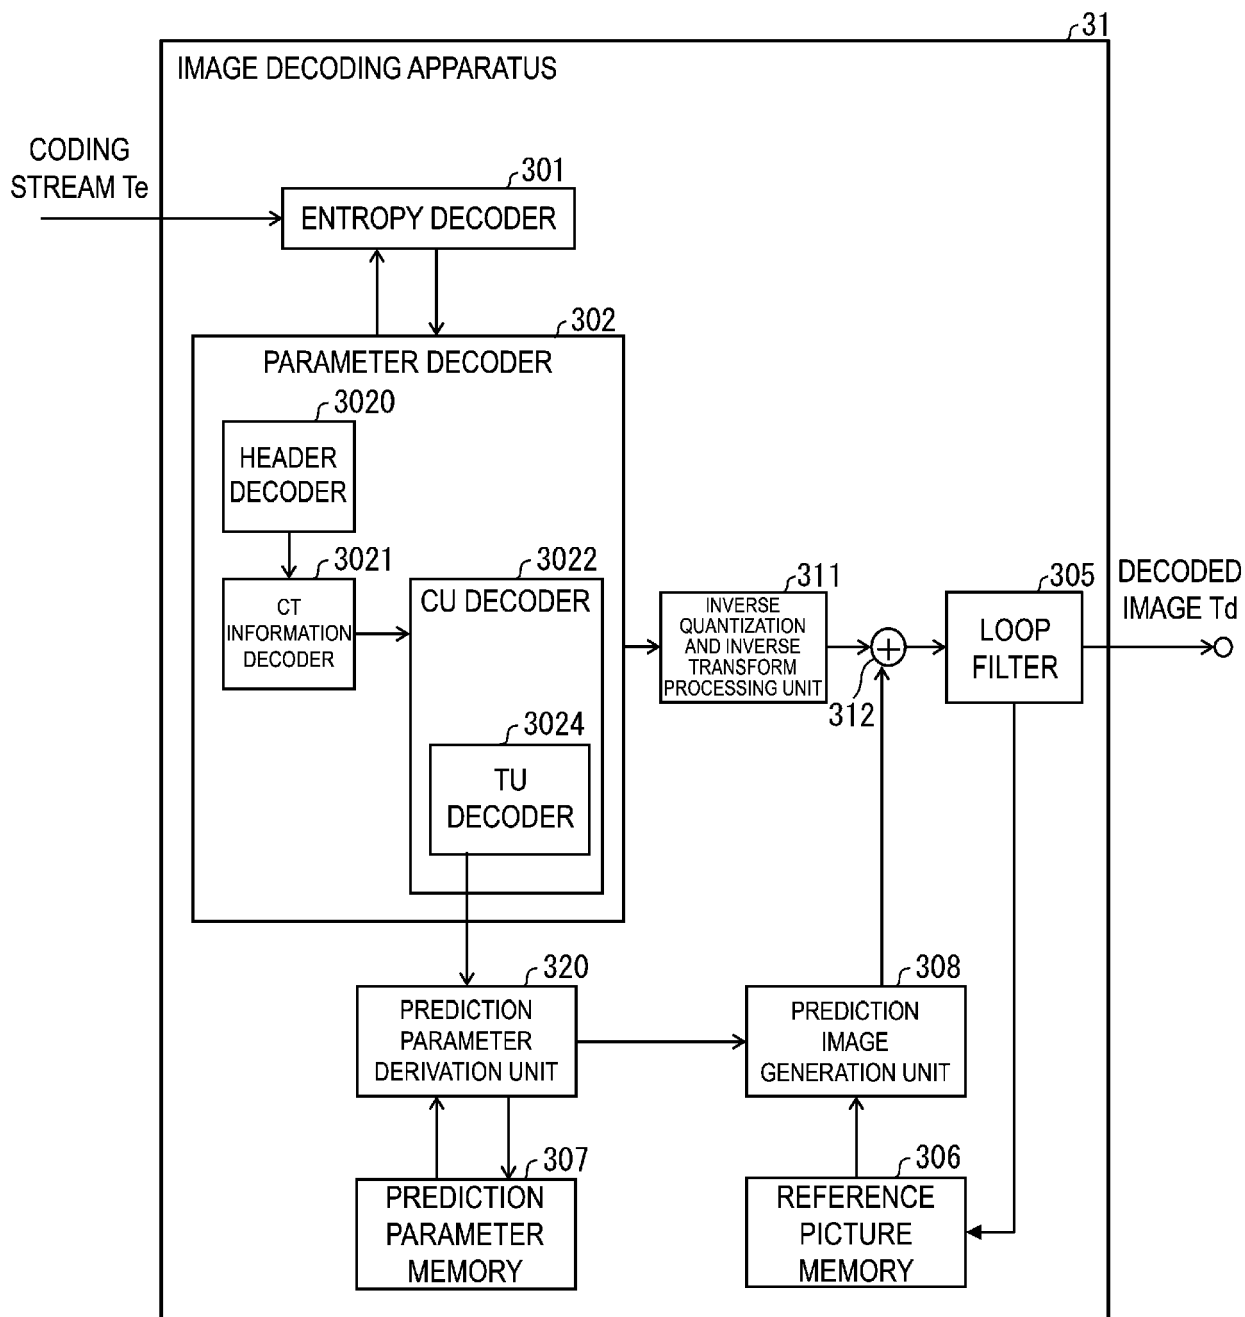 31
IMAGE DECODING APPARATUS
CODING
STREAM Te
301
ENTROPY DECODER
302
PARAMETER DECODER
3020
HEADER
DECODER
3021
CT
INFORMATION
DECODER
3022
CU DECODER
3024
TU
DECODER
311
INVERSE
QUANTIZATION
AND INVERSE
TRANSFORM
PROCESSING UNIT
312
305
LOOP
FILTER
DECODED
IMAGE Td
320
PREDICTION
PARAMETER
DERIVATION UNIT
308
PREDICTION
IMAGE
GENERATION UNIT
307
PREDICTION
PARAMETER
MEMORY
306
REFERENCE
PICTURE
MEMORY